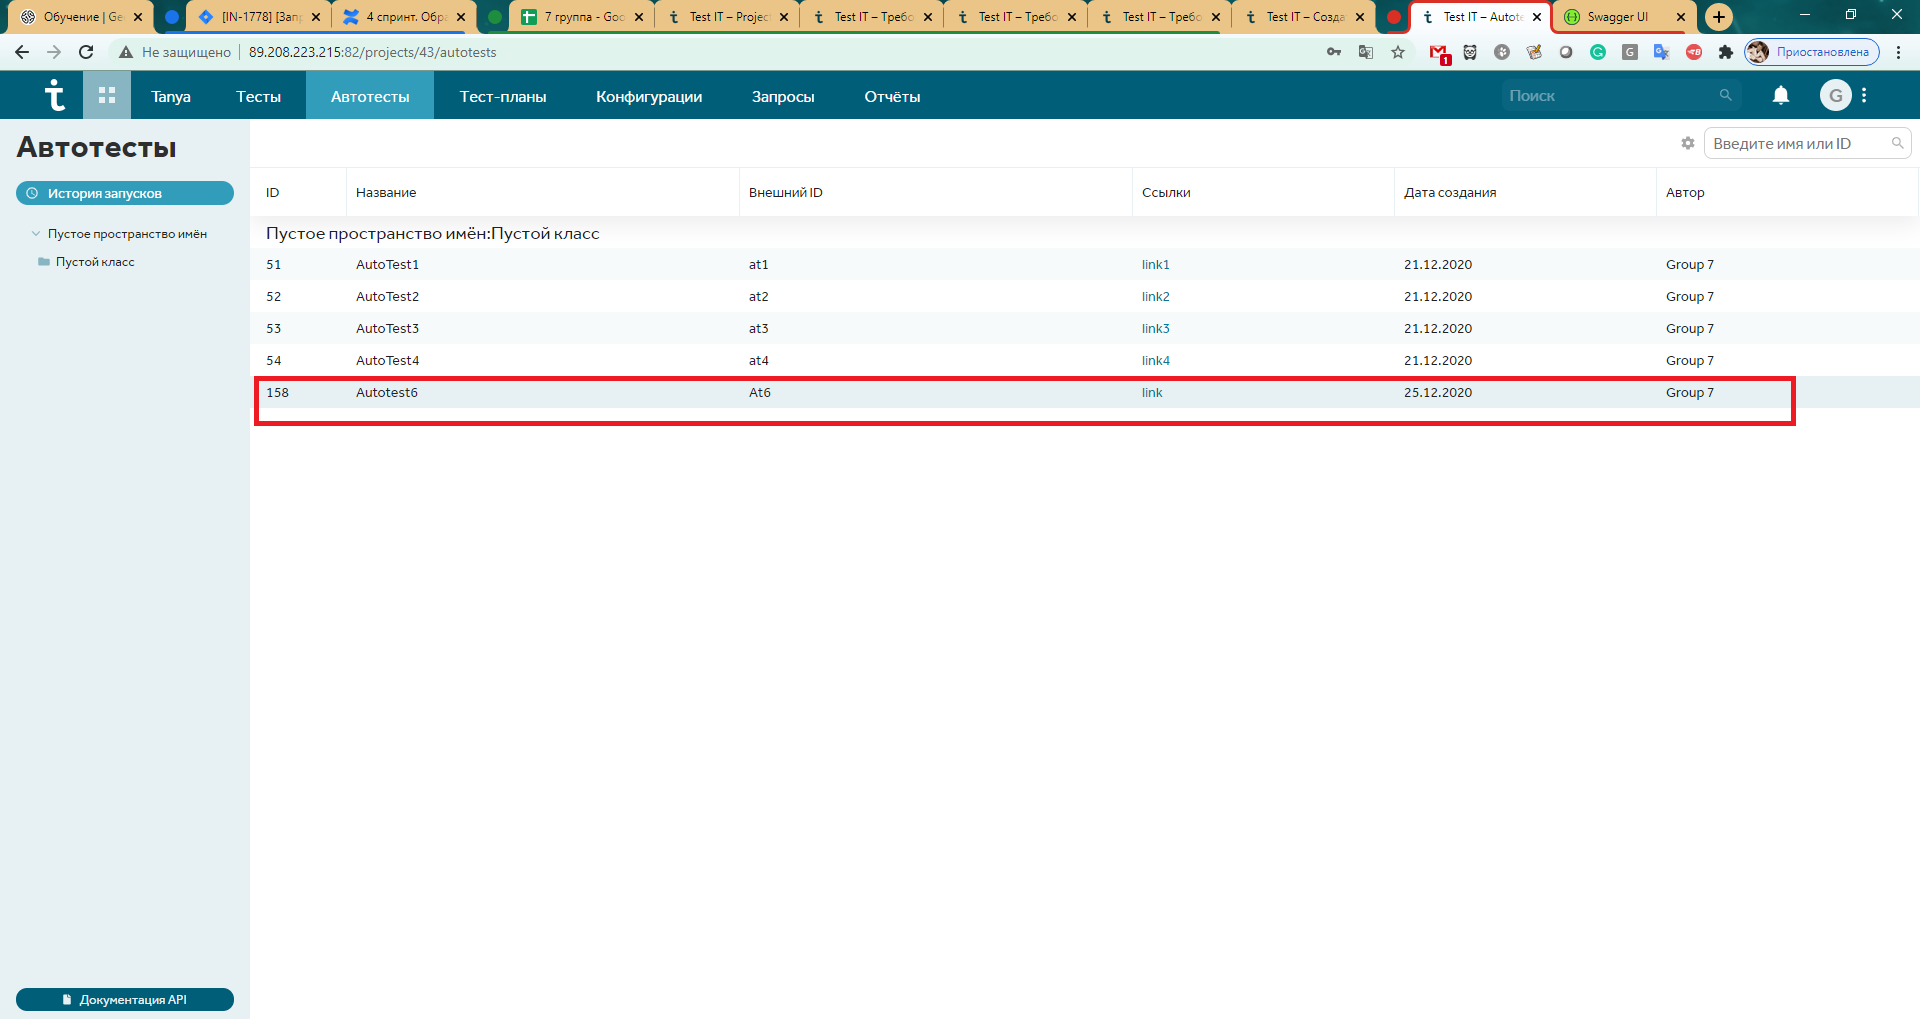 Обучение | Ge
[IN-1778] [Запр
4 спринт. Обра
7 группа - Goo
Test IT – Projec
Test IT – Требо
Test IT – Требо
Test IT – Требо
Test IT – Созда
Test IT – Autote
Swagger UI
Не защищено
89.208.223.215:82/projects/43/autotests
1
Приостановлена
Tanya
Тесты
Автотесты
Тест-планы
Конфигурации
Запросы
Отчёты
Поиск
G
Автотесты
Введите имя или ID
История запусков
Пустое пространство имён
Пустой класс
ID Название Внешний ID Ссылки Дата создания Автор
Пустое пространство имён:Пустой класс
51 AutoTest1 at1 link1 21.12.2020 Group 7
52 AutoTest2 at2 link2 21.12.2020 Group 7
53 AutoTest3 at3 link3 21.12.2020 Group 7
54 AutoTest4 at4 link4 21.12.2020 Group 7
158 Autotest6 At6 link 25.12.2020 Group 7
Документация API